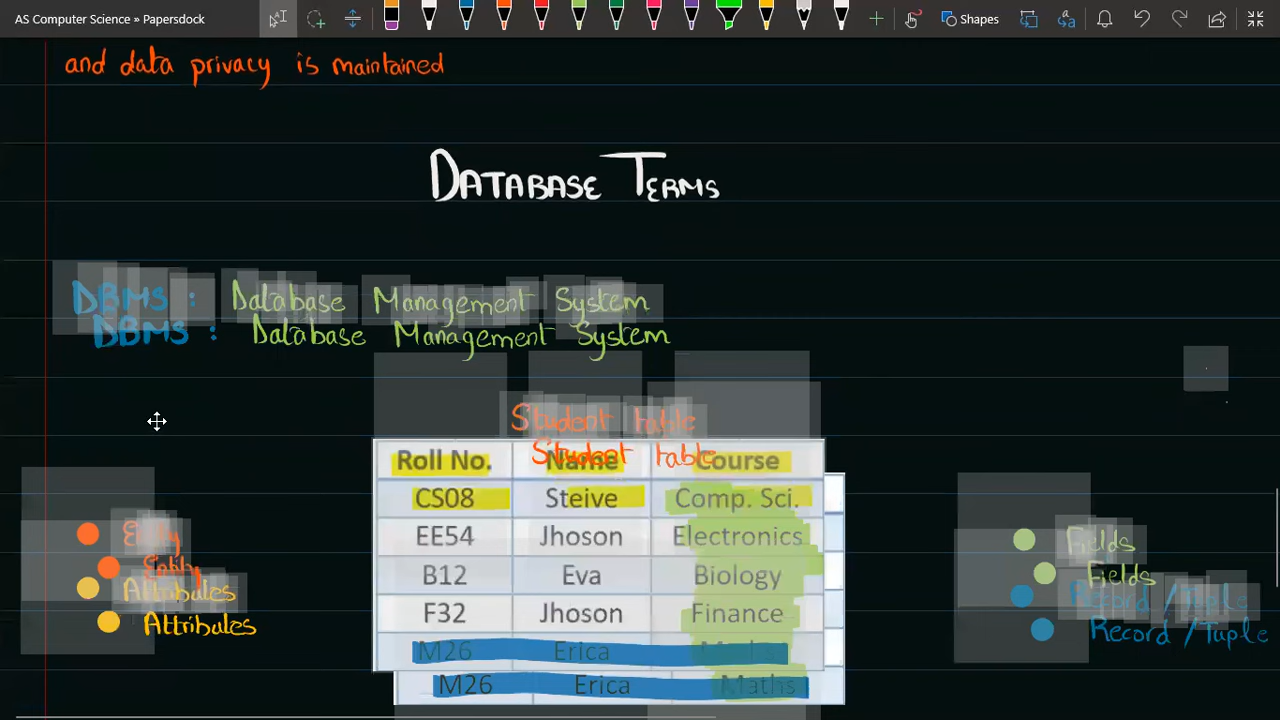 AS Computer Science » Papersdock
Shapes
and data privacy is maintained
DATABASE TERMS
DBMS : Database Management System
DBMS : Database Management System
Student table
Student table
Roll No. Name Course
CS08 Steive Comp. Sci.
EE54 Jhoson Electronics
B12 Eva Biology
F32 Jhoson Finance
M26 Erica Maths
M26 Erica Maths
Entity
Entity
Attributes
Attributes
Fields
Fields
Record / Tuple
Record / Tuple